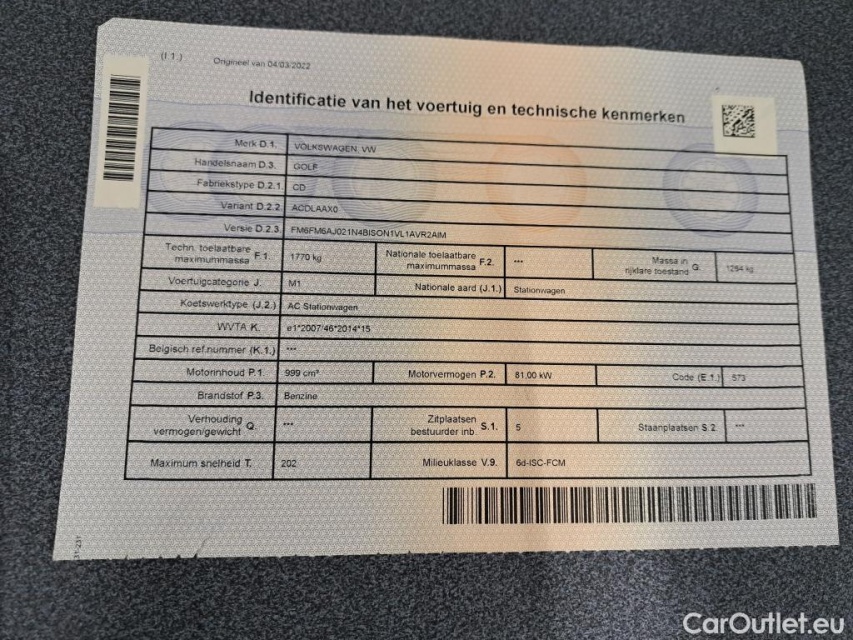 (I.1.) Origineel van 04/03/2022
Identificatie van het voertuig en technische kenmerken
Merk D.1. VOLKSWAGEN, VW
Handelsnaam D.3. GOLF
Fabriekstype D.2.1. CD
Variant D.2.2. ACDLAAX0
Versie D.2.3. FM6FM6AJ021N4BISON1VL1AVR2AIM
Techn. toelaatbare maximummassa F.1. 1770 kg Nationale toelaatbare maximummassa F.2. *** Massa in rijklare toestand G. 1294 kg
Voertuigcategorie J. M1 Nationale aard (J.1.) Stationwagen
Koetswerktype (J.2.) AC Stationwagen
WVTA K. e1*2007/46*2014*15
Belgisch ref.nummer (K.1.) ***
Motorinhoud P.1. 999 cm³ Motorvermogen P.2. 81.00 kW Code (E.1.) 573
Brandstof P.3. Benzine
Verhouding vermogen/gewicht Q. *** Zitplaatsen bestuurder inb. S.1. 5 Staanplaatsen S.2. ***
Maximum snelheid T. 202 Milieuklasse V.9. 6d-ISC-FCM
CarOutlet.eu